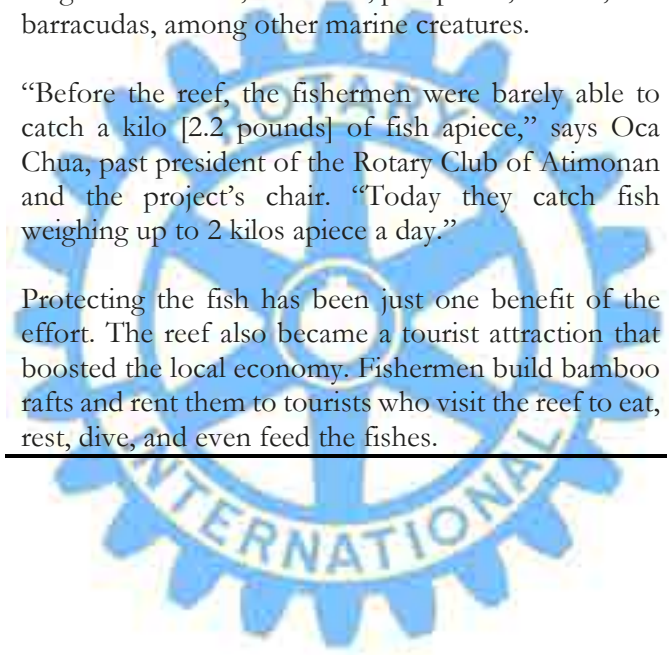 barracudas, among other marine creatures.
“Before the reef, the fishermen were barely able to
catch a kilo [2.2 pounds] of fish apiece,” says Oca
Chua, past president of the Rotary Club of Atimonan
and the project’s chair. “Today they catch fish
weighing up to 2 kilos apiece a day.”
Protecting the fish has been just one benefit of the
effort. The reef also became a tourist attraction that
boosted the local economy. Fishermen build bamboo
rafts and rent them to tourists who visit the reef to eat,
rest, dive, and even feed the fishes.
ROTARY
INTERNATIONAL